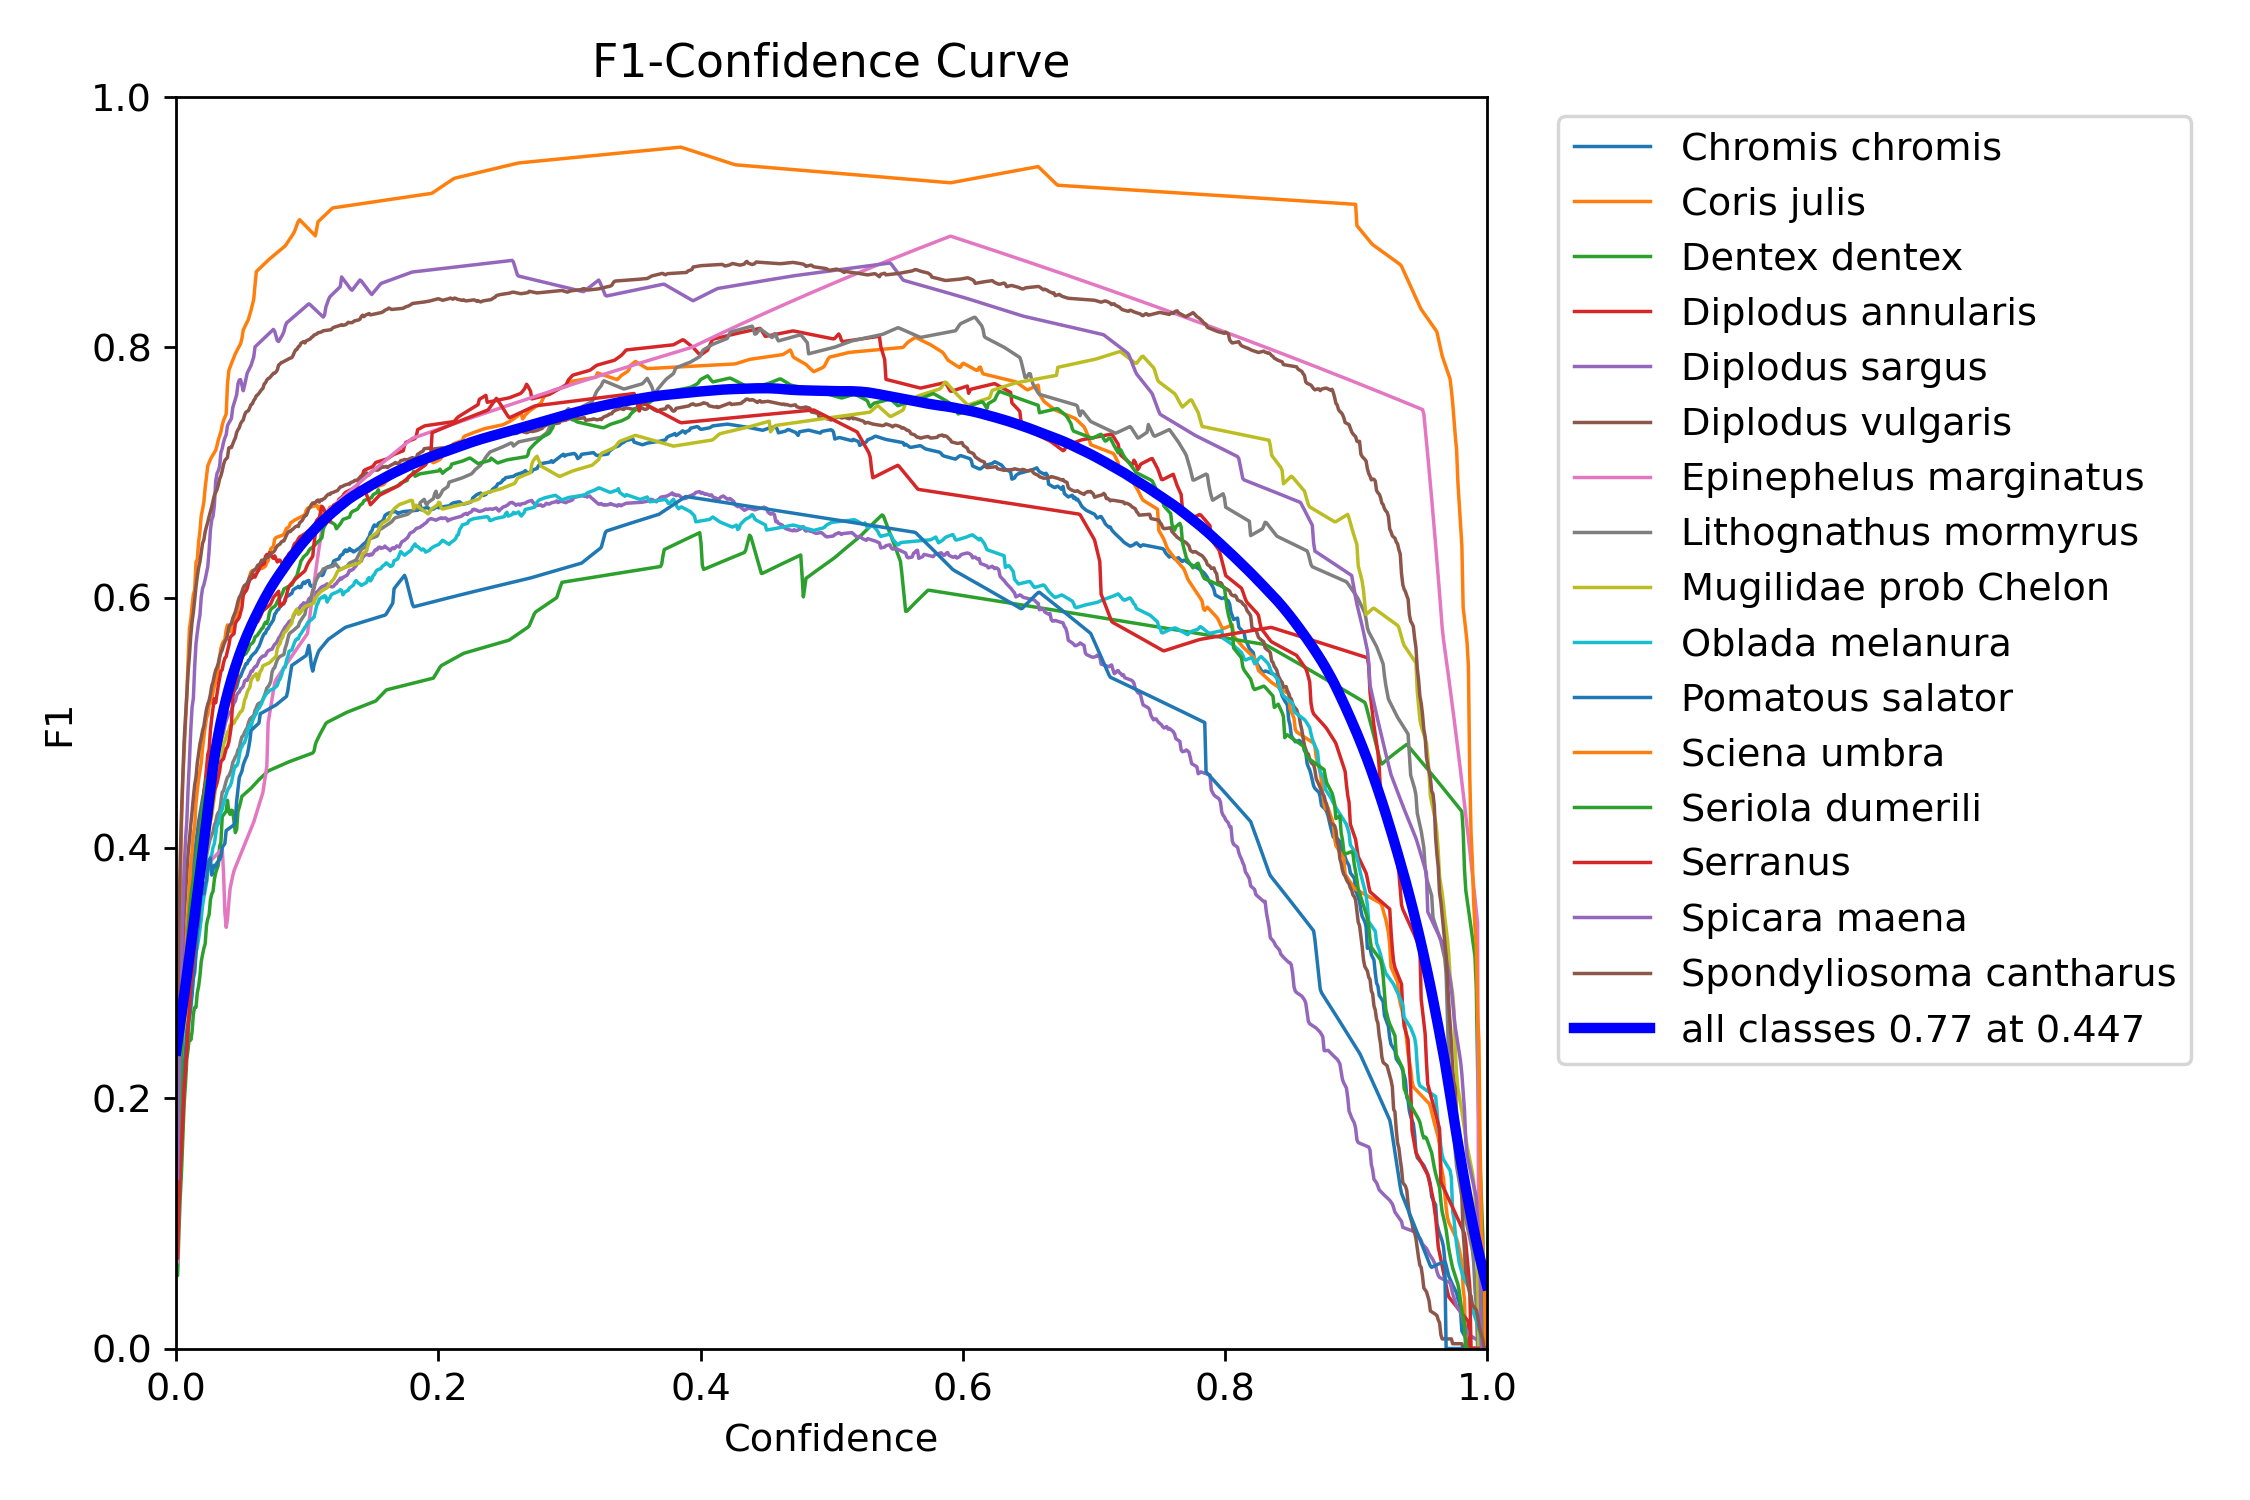 F1-Confidence Curve
1.0
0.8
0.6
0.4
0.2
0.0
F1
0.0 0.2 0.4 0.6 0.8 1.0
Confidence
Chromis chromis
Coris julis
Dentex dentex
Diplodus annularis
Diplodus sargus
Diplodus vulgaris
Epinephelus marginatus
Lithognathus mormyrus
Mugilidae prob Chelon
Oblada melanura
Pomatous salator
Sciena umbra
Seriola dumerili
Serranus
Spicara maena
Spondyliosoma cantharus
all classes 0.77 at 0.447